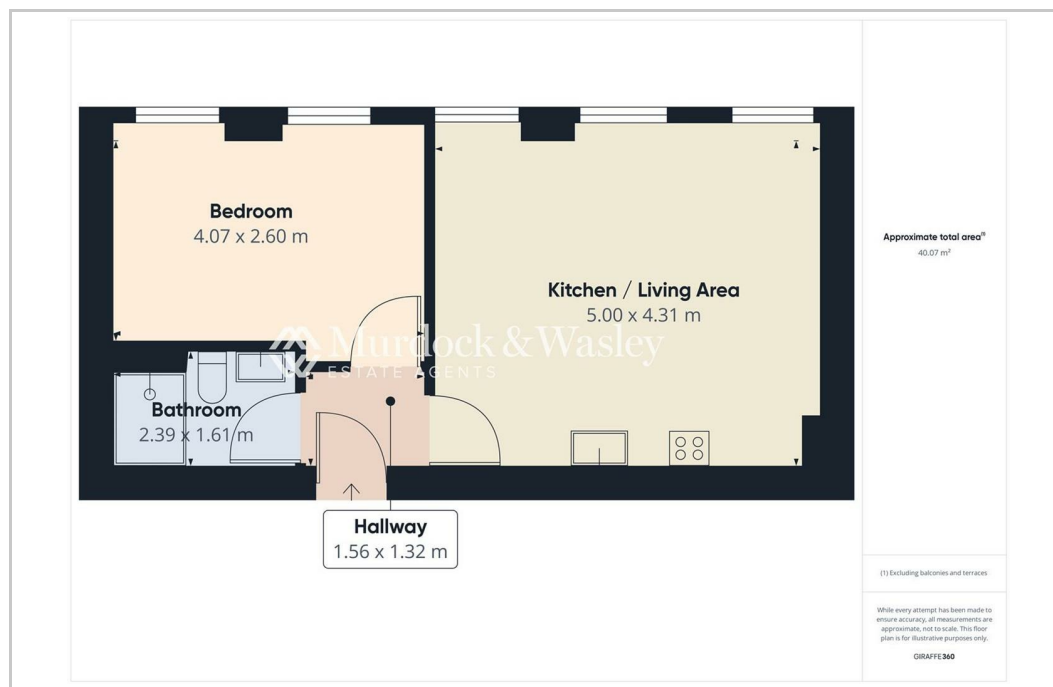 Bedroom
4.07 x 2.60 m
Kitchen / Living Area
5.00 x 4.31 m
Murdock & Wasley
ESTATE AGENTS
Bathroom
2.39 x 1.61 m
Hallway
1.56 x 1.32 m
Approximate total area(1)
40.07 m²
(1) Excluding balconies and terraces
While every attempt has been made to
ensure accuracy, all measurements are
approximate, not to scale. This floor
plan is for illustrative purposes only.
GIRAFFE360